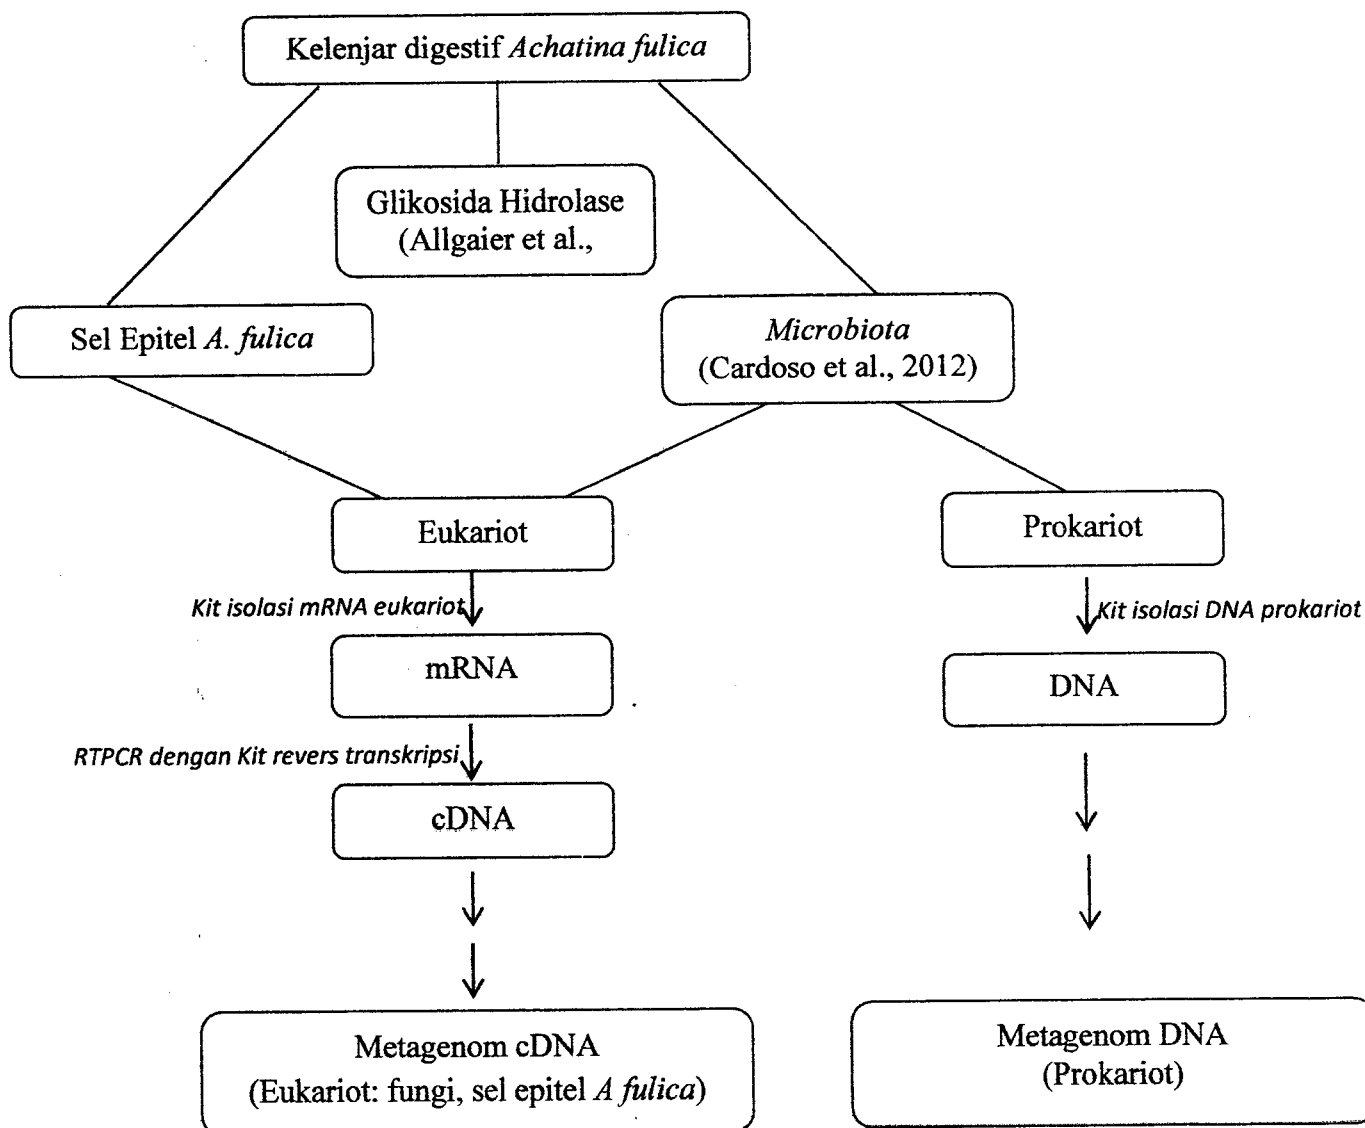 Kelenjar digestif Achatina fulica
Glikosida Hidrolase
(Allgaier et al.,
Sel Epitel A. fulica
Microbiota
(Cardoso et al., 2012)
Eukariot
Prokariot
Kit isolasi mRNA eukariot
Kit isolasi DNA prokariot
mRNA
DNA
RTPCR dengan Kit revers transkripsi
cDNA
Metagenom cDNA
(Eukariot: fungi, sel epitel A fulica)
Metagenom DNA
(Prokariot)